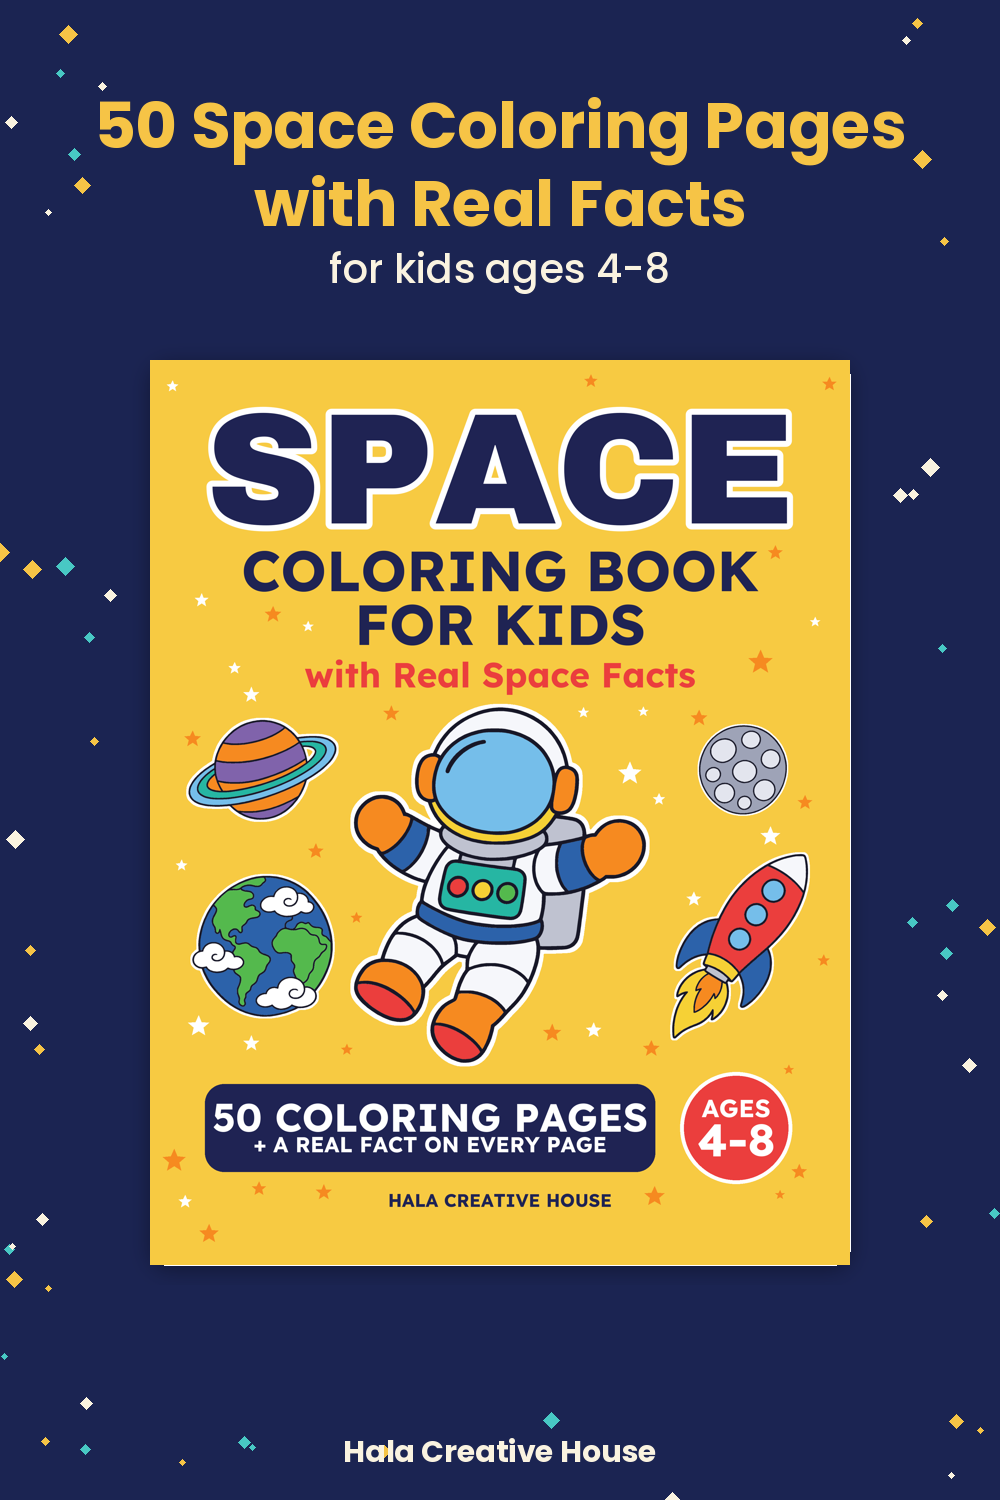 50 Space Coloring Pages
with Real Facts
for kids ages 4-8
SPACE
COLORING BOOK
FOR KIDS
with Real Space Facts
50 COLORING PAGES
+ A REAL FACT ON EVERY PAGE
AGES
4-8
HALA CREATIVE HOUSE
Hala Creative House